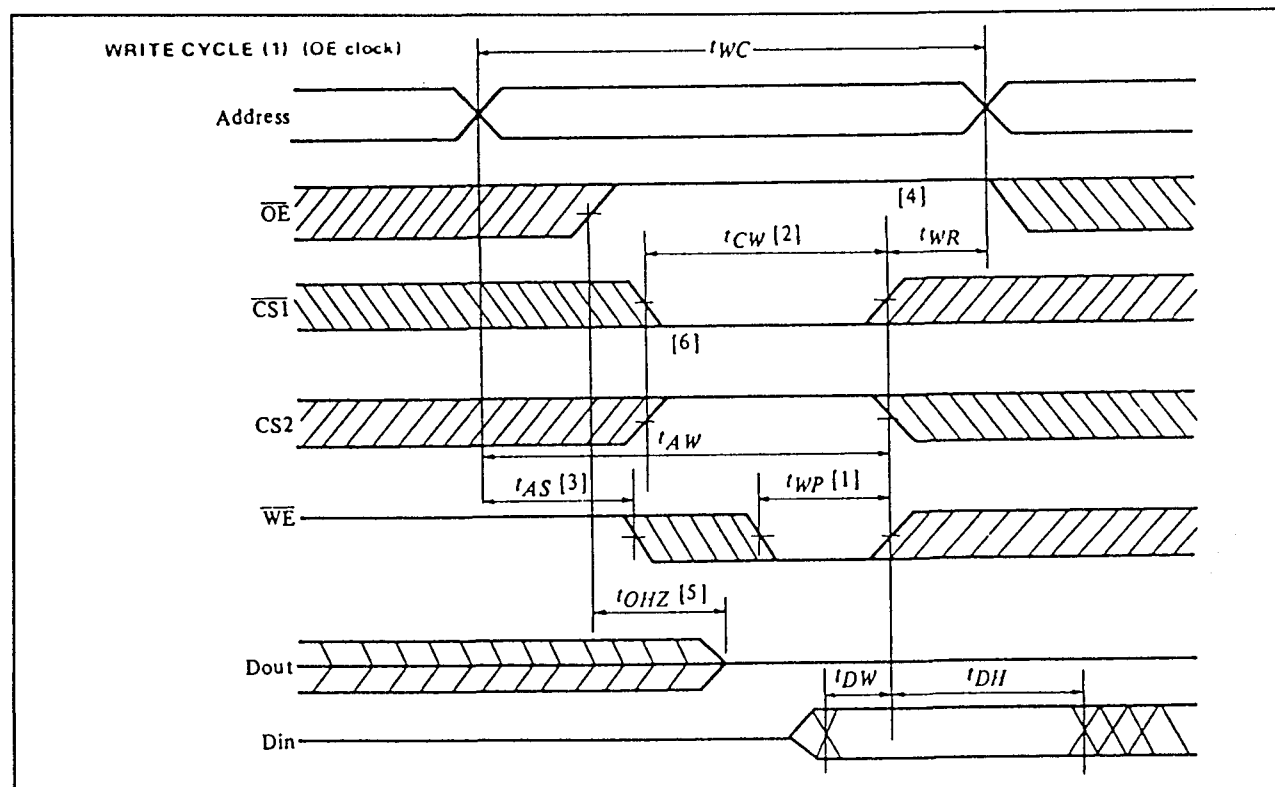 WRITE CYCLE (1) (OE clock)
tWC
Address
OE
[4]
tCW [2]
tWR
CS1
[6]
CS2
tAW
tAS [3]
tWP [1]
WE
tOHZ [5]
Dout
tDW
tDH
Din